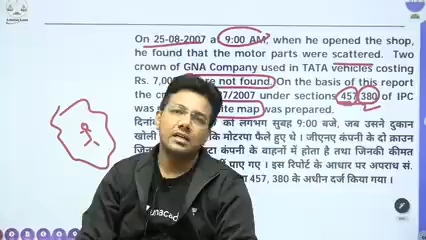 On 25-08-2007 at 9:00 AM, when he opened the shop,
he found that the motor parts were scattered. Two
crown of GNA Company used in TATA vehicles costing
Rs. 7,000 were not found. On the basis of this report
the 7/2007 under sections 457, 380 of IPC
was site map was prepared.
को लगभग सुबह 9:00 बजे, जब उसने दुकान
खोली मोटरपा फैले हुए थे । जीएनए कंपनी के दो क्राउन
जिन टा कंपनी के वाहनों में होता है तथा जिनकी कीमत
पाए गए । इस रिपोर्ट के आधार पर अपराध सं.
457, 380 के अधीन दर्ज किया गया ।
unacad